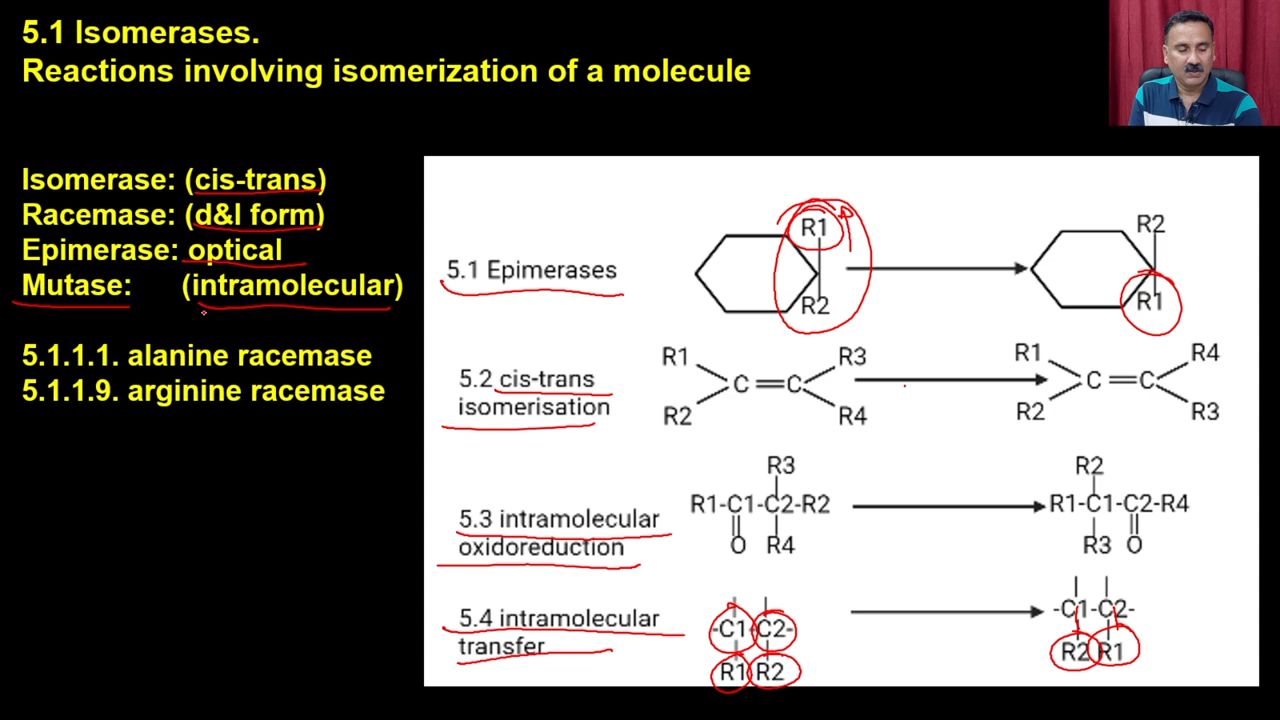 5.1 Isomerases.
Reactions involving isomerization of a molecule
Isomerase: (cis-trans)
Racemase: (d&l form)
Epimerase: optical
Mutase: (intramolecular)
5.1.1.1. alanine racemase
5.1.1.9. arginine racemase
R1 R2
5.1 Epimerases
R2 R1
R1 R3 R1 R4
5.2 cis-trans C=C C=C
isomerisation
R2 R4 R2 R3
R3 R2
R1-C1-C2-R2 R1-C1-C2-R4
5.3 intramolecular
oxidoreduction O R4 R3 O
5.4 intramolecular -C1-C2- -C1-C2-
transfer
R1 R2 R2 R1